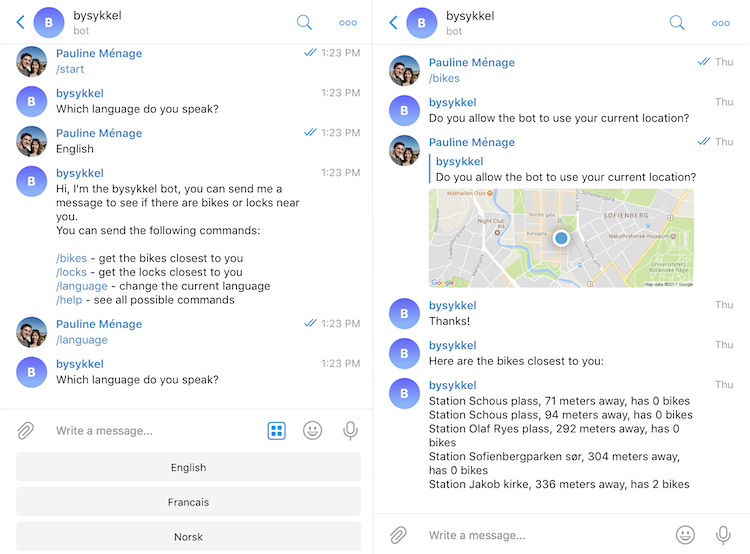 bysykkel
bot
Pauline Ménage
1:23 PM
/start
B
bysykkel
1:23 PM
Which language do you speak?
Pauline Ménage
1:23 PM
English
B
bysykkel
1:23 PM
Hi, I'm the bysykkel bot, you can send me a
message to see if there are bikes or locks near
you.
You can send the following commands:
/bikes - get the bikes closest to you
/locks - get the locks closest to you
/language - change the current language
/help - see all possible commands
Pauline Ménage
1:23 PM
/language
B
bysykkel
1:23 PM
Which language do you speak?
Write a message...
English
Francais
Norsk
B
bysykkel
bot
Pauline Ménage
Thu
/bikes
B
bysykkel
Thu
Do you allow the bot to use your current location?
Pauline Ménage
Thu
bysykkel
Do you allow the bot to use your current location?
Mathallen Oslo
Night Club
SOFIENBERG
Naturhistorisk museum
Universitetets
Botaniske hage
Google
Map data ©2017 Google
B
bysykkel
Thu
Thanks!
B
bysykkel
Thu
Here are the bikes closest to you:
B
bysykkel
Thu
Station Schous plass, 71 meters away, has 0 bikes
Station Schous plass, 94 meters away, has 0 bikes
Station Olaf Ryes plass, 292 meters away, has 0
bikes
Station Sofienbergparken sør, 304 meters away,
has 0 bikes
Station Jakob kirke, 336 meters away, has 2 bikes
Write a message...